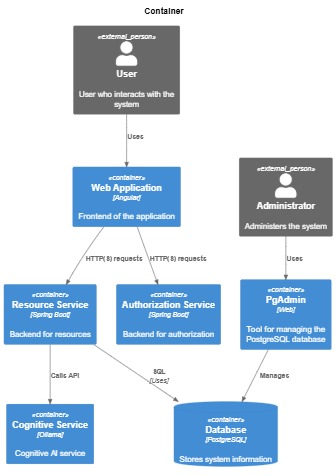 Container
«external_person»
User
User who interacts with the
system
Uses
«container»
Web Application
[Angular]
Frontend of the application
«external_person»
Administrator
Administers the system
HTTP(S) requests
HTTP(S) requests
Uses
«container»
Resource Service
[Spring Boot]
Backend for resources
«container»
Authorization Service
[Spring Boot]
Backend for authorization
«container»
PgAdmin
[Web]
Tool for managing the
PostgreSQL database
Calls API
SQL
[Uses]
Manages
«container»
Cognitive Service
[Ollama]
Cognitive AI service
«container»
Database
[PostgreSQL]
Stores system information